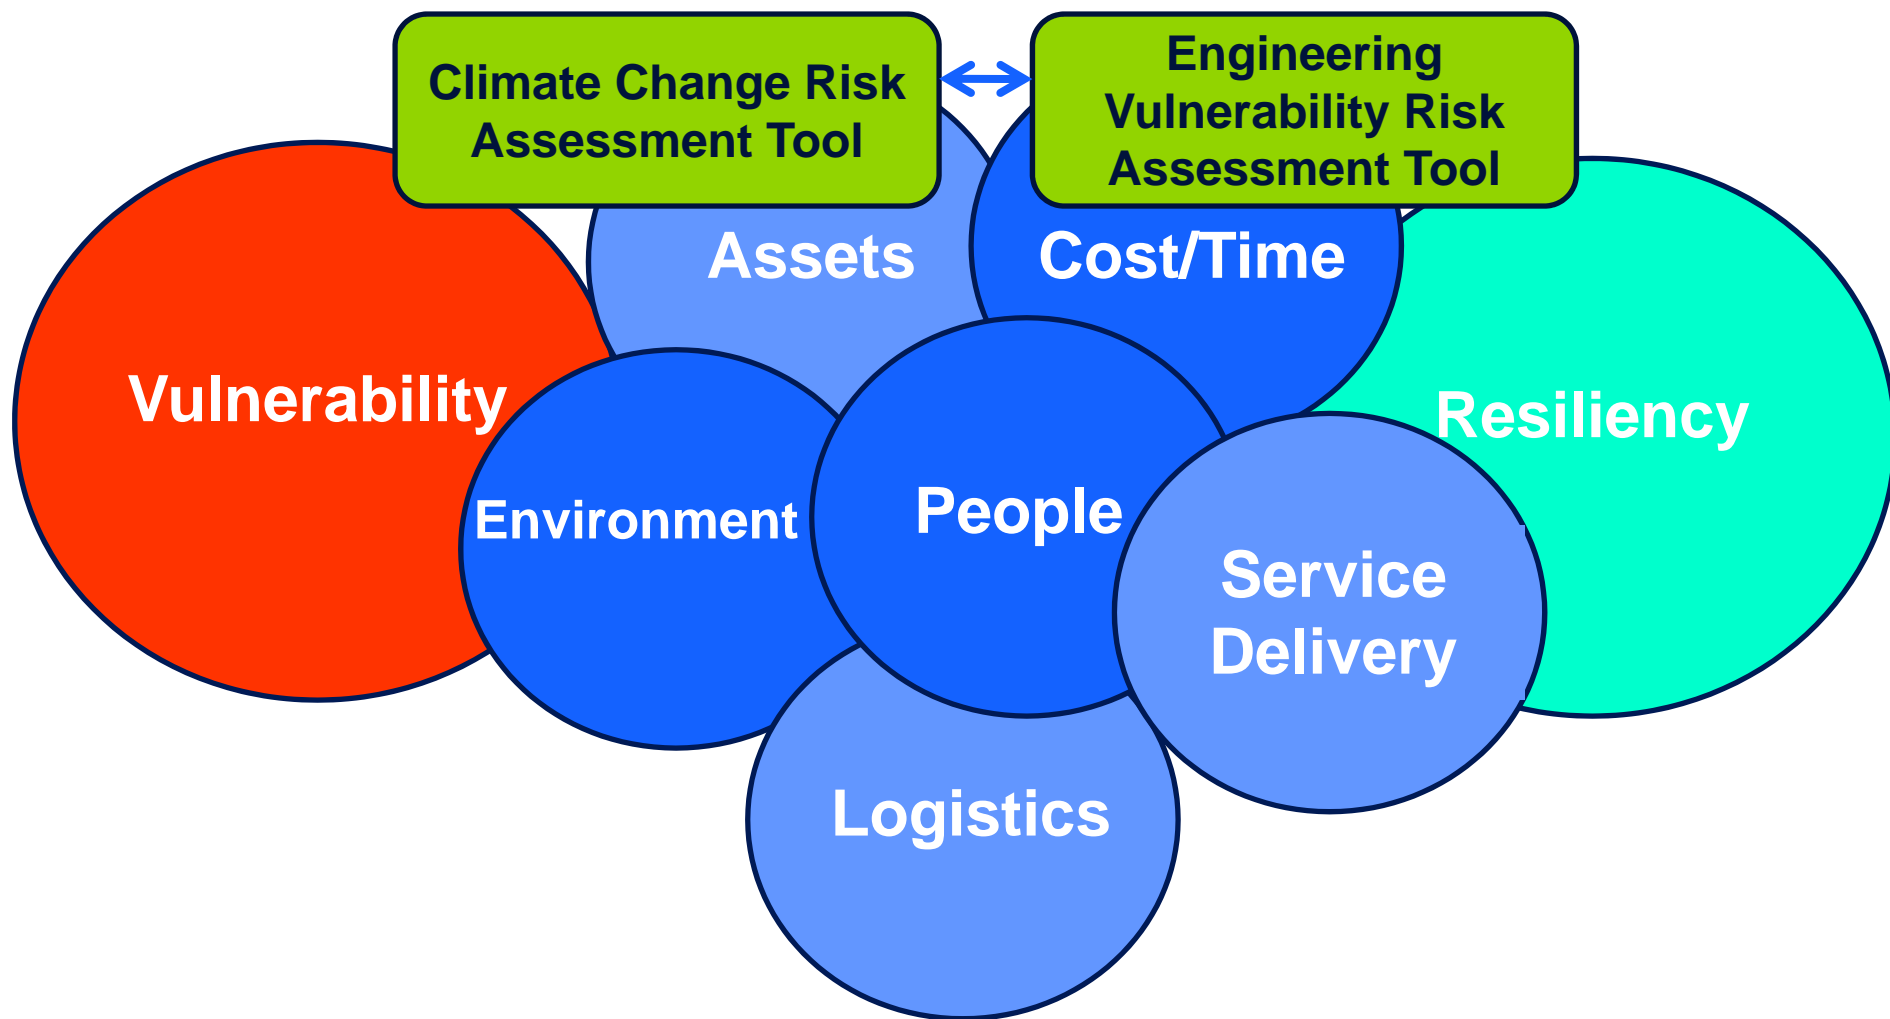 Climate Change Risk
Assessment Tool
Engineering
Vulnerability Risk
Assessment Tool
Assets
Cost/Time
Vulnerability
Resiliency
Environment
People
Service
Delivery
Logistics